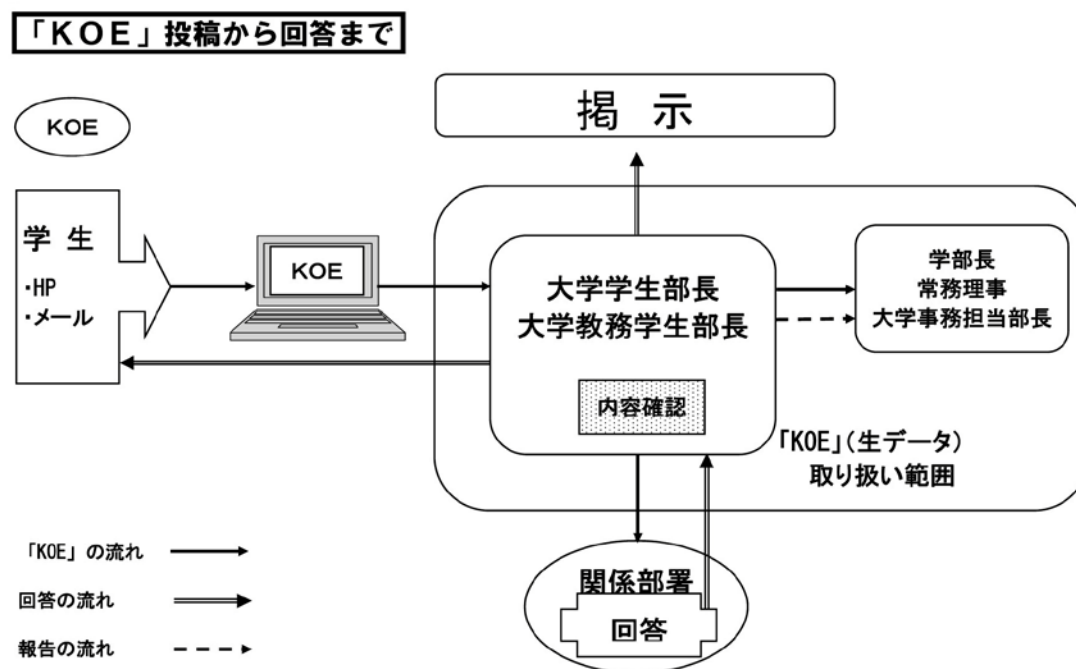 「KOE」投稿から回答まで
掲 示
KOE
学 生
・HP
・メール
KOE
大学学生部長
大学教務学生部長
内容確認
学部長
常務理事
大学事務担当部長
「KOE」(生データ)
取り扱い範囲
関係部署
回答
「KOE」の流れ
回答の流れ
報告の流れ